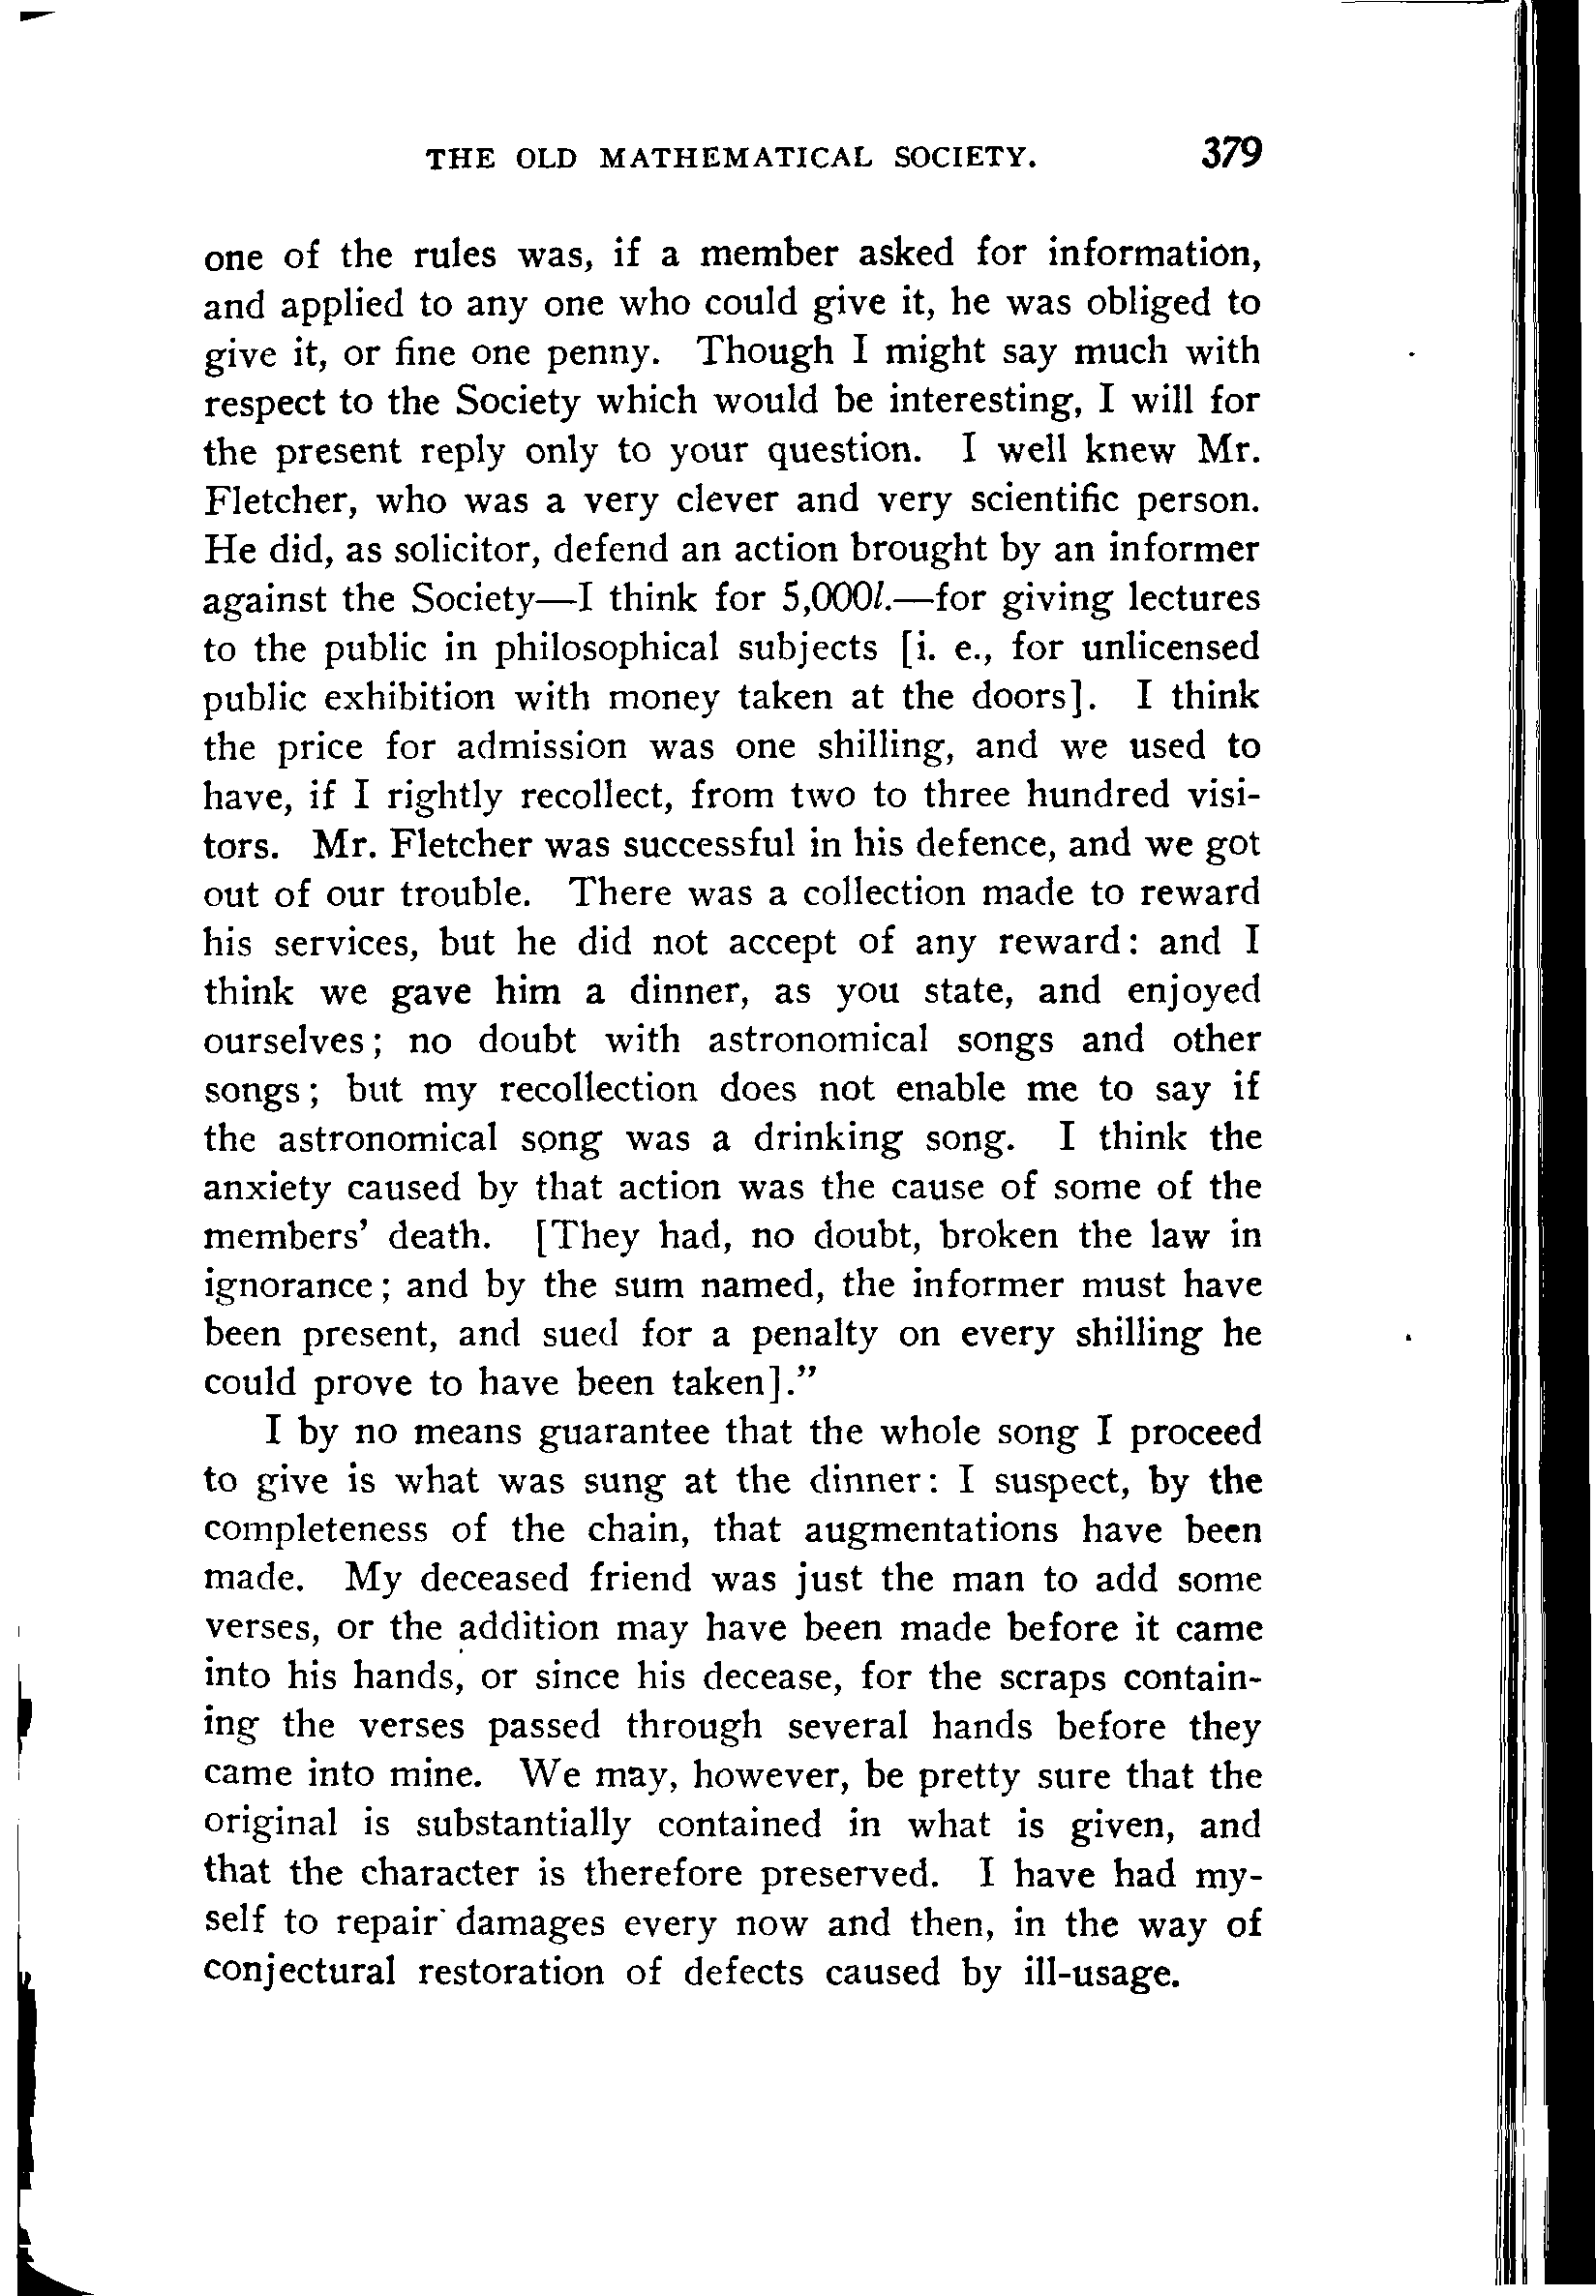 THE OLD MATHEMATICAL SOCIETY. 379
one of the rules was, if a member asked for information,
and applied to any one who could give it, he was obliged to
give it, or fine one penny. Though I might say much with
respect to the Society which would be interesting, I will for
the present reply only to your question. I well knew Mr.
Fletcher, who was a very clever and very scientific person.
He did, as solicitor, defend an action brought by an informer
against the Society—I think for 5,000l.—for giving lectures
to the public in philosophical subjects [i. e., for unlicensed
public exhibition with money taken at the doors]. I think
the price for admission was one shilling, and we used to
have, if I rightly recollect, from two to three hundred visi-
tors. Mr. Fletcher was successful in his defence, and we got
out of our trouble. There was a collection made to reward
his services, but he did not accept of any reward: and I
think we gave him a dinner, as you state, and enjoyed
ourselves; no doubt with astronomical songs and other
songs; but my recollection does not enable me to say if
the astronomical song was a drinking song. I think the
anxiety caused by that action was the cause of some of the
members' death. [They had, no doubt, broken the law in
ignorance; and by the sum named, the informer must have
been present, and sued for a penalty on every shilling he
could prove to have been taken]."
I by no means guarantee that the whole song I proceed
to give is what was sung at the dinner: I suspect, by the
completeness of the chain, that augmentations have been
made. My deceased friend was just the man to add some
verses, or the addition may have been made before it came
into his hands, or since his decease, for the scraps contain-
ing the verses passed through several hands before they
came into mine. We may, however, be pretty sure that the
original is substantially contained in what is given, and
that the character is therefore preserved. I have had my-
self to repair damages every now and then, in the way of
conjectural restoration of defects caused by ill-usage.